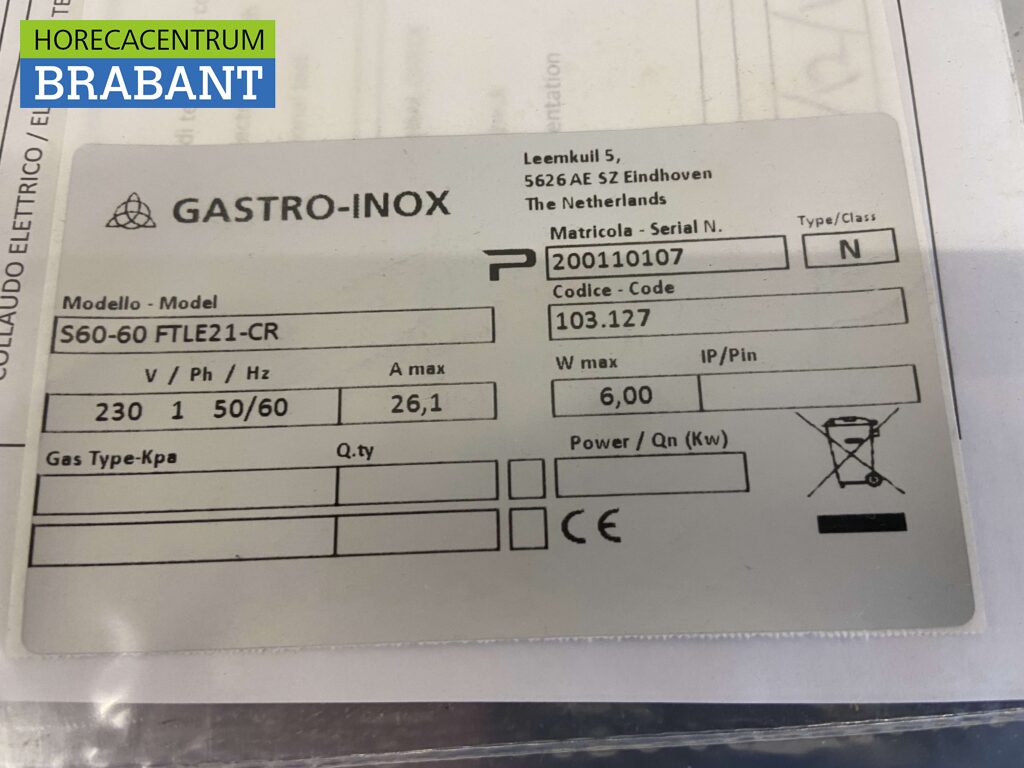 HORECACENTRUM
BRABANT
COLLAUDO ELETTRICO / EL
GASTRO-INOX
Leemkuil 5,
5626 AE SZ Eindhoven
The Netherlands
Matricola - Serial N.
Type/Class
200110107
N
Modello - Model
Codice - Code
S60-60 FTLE21-CR
103.127
V / Ph / Hz
A max
W max
IP/Pin
230 1 50/60
26,1
6,00
Gas Type-Kpa
Q.ty
Power / Qn (Kw)
CE